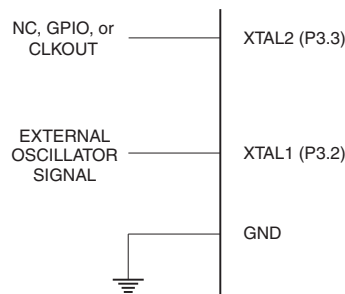 NC, GPIO, or
CLKOUT
XTAL2 (P3.3)
EXTERNAL
OSCILLATOR
SIGNAL
XTAL1 (P3.2)
GND